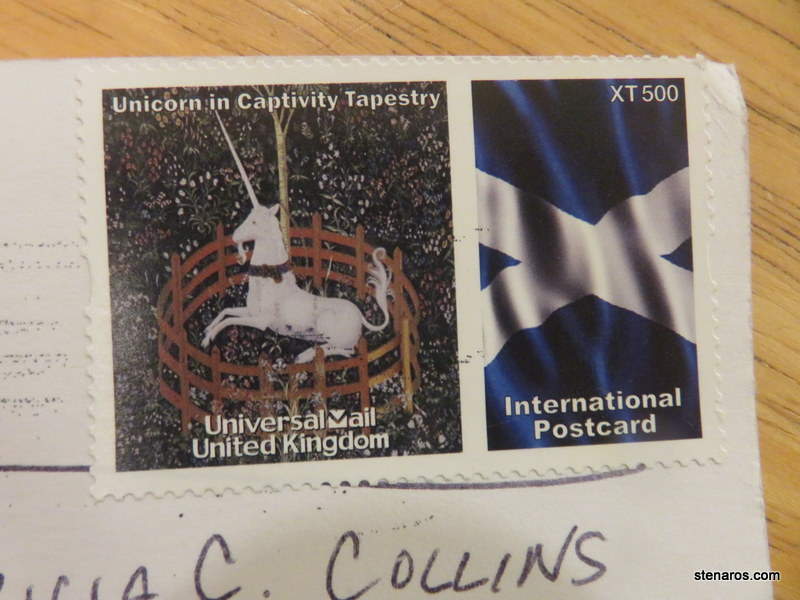 Unicorn in Captivity Tapestry
XT 500
Universal Mail
United Kingdom
International
Postcard
C. COLLINS
stenaros.com